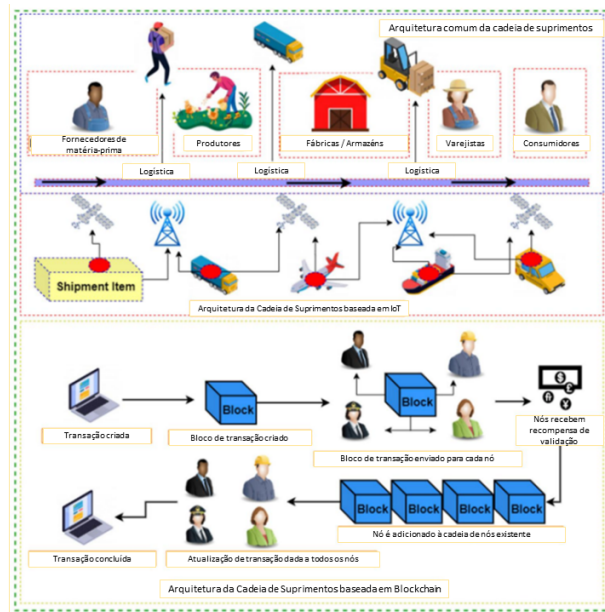 Arquitetura comum da cadeia de suprimentos
Fornecedores de
matéria-prima
Produtores
Fábricas / Armazéns
Varejistas
Consumidores
Logística
Logística
Logística
Shipment Item
Arquitetura da Cadeia de Suprimentos baseada em IoT
Block
Block
Transação criada
Bloco de transação criado
Bloco de transação enviado para cada nó
Nós recebem
recompensa de
validação
Block
Block
Block
Block
Nó é adicionado à cadeia de nós existente
Transação concluída
Atualização de transação dada a todos os nós
Arquitetura da Cadeia de Suprimentos baseada em Blockchain